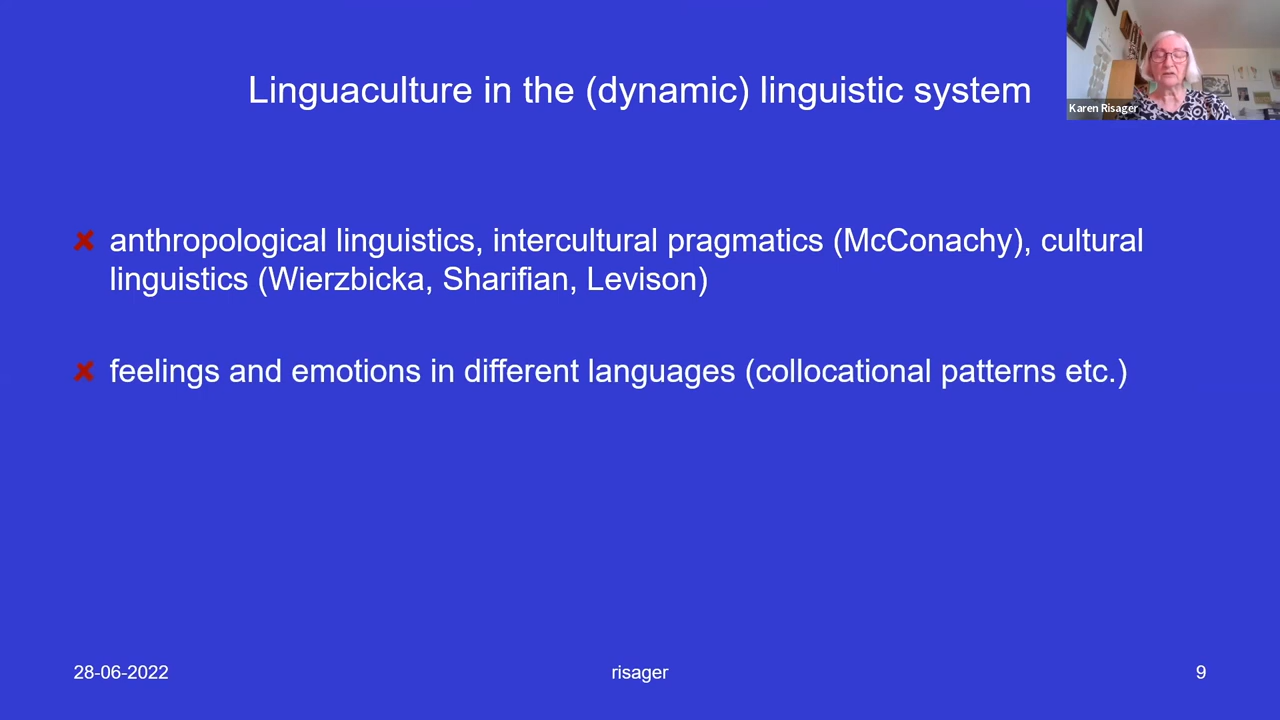 Linguaculture in the (dynamic) linguistic system
Karen Risager
anthropological linguistics, intercultural pragmatics (McConachy), cultural
linguistics (Wierzbicka, Sharifian, Levison)
feelings and emotions in different languages (collocational patterns etc.)
28-06-2022
risager
9